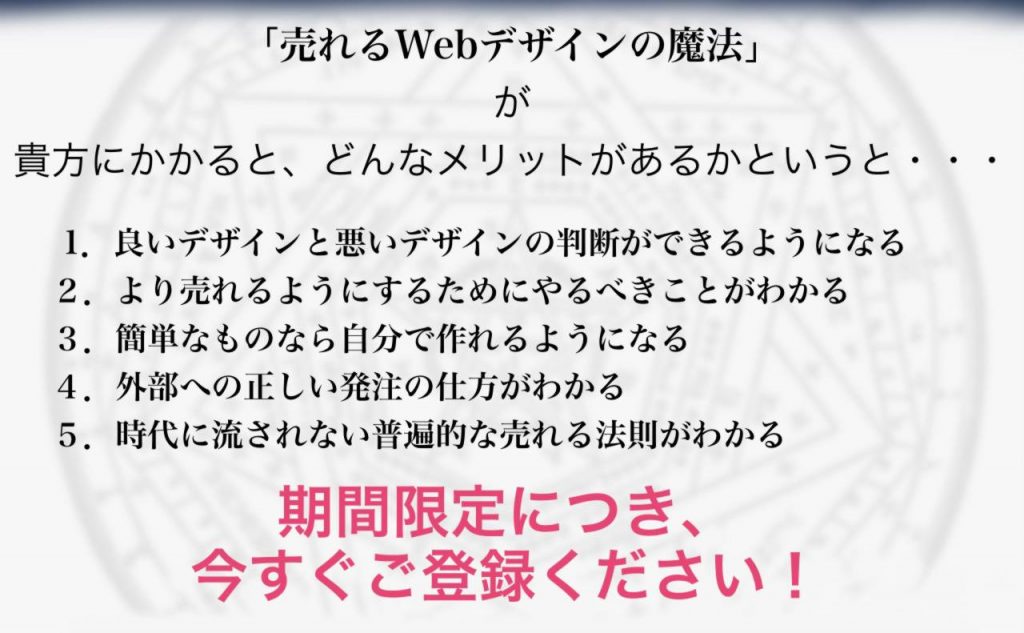 「売れるWebデザインの魔法」
が
貴方にかかると、どんなメリットがあるかというと・・・
1．良いデザインと悪いデザインの判断ができるようになる
２．より売れるようにするためにやるべきことがわかる
３．簡単なものなら自分で作れるようになる
４．外部への正しい発注の仕方がわかる
５．時代に流されない普遍的な売れる法則がわかる
期間限定につき、
今すぐご登録ください！